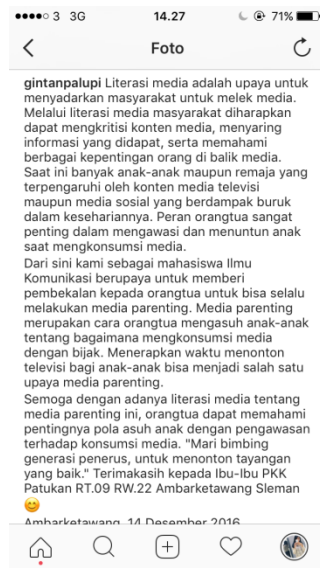 3 3G 14.27 71%
Foto
gintanpalupi Literasi media adalah upaya untuk
menyadarkan masyarakat untuk melek media.
Melalui literasi media masyarakat diharapkan
dapat mengkritisi konten media, menyaring
informasi yang didapat, serta memahami
berbagai kepentingan orang di balik media.
Saat ini banyak anak-anak maupun remaja yang
terpengaruhi oleh konten media televisi
maupun media sosial yang berdampak buruk
dalam kesehariannya. Peran orangtua sangat
penting dalam mengawasi dan menuntun anak
saat mengkonsumsi media.
Dari sini kami sebagai mahasiswa Ilmu
Komunikasi berupaya untuk memberi
pembekalan kepada orangtua untuk bisa selalu
melakukan media parenting. Media parenting
merupakan cara orangtua mengasuh anak-anak
tentang bagaimana mengkonsumsi media
dengan bijak. Menerapkan waktu menonton
televisi bagi anak-anak bisa menjadi salah satu
upaya media parenting.
Semoga dengan adanya literasi media tentang
media parenting ini, orangtua dapat memahami
pentingnya pola asuh anak dengan pengawasan
terhadap konsumsi media. "Mari bimbing
generasi penerus, untuk menonton tayangan
yang baik." Terimakasih kepada Ibu-Ibu PKK
Patukan RT.09 RW.22 Ambarketawang Sleman
😊
Ambarketawang, 14 Desember 2016